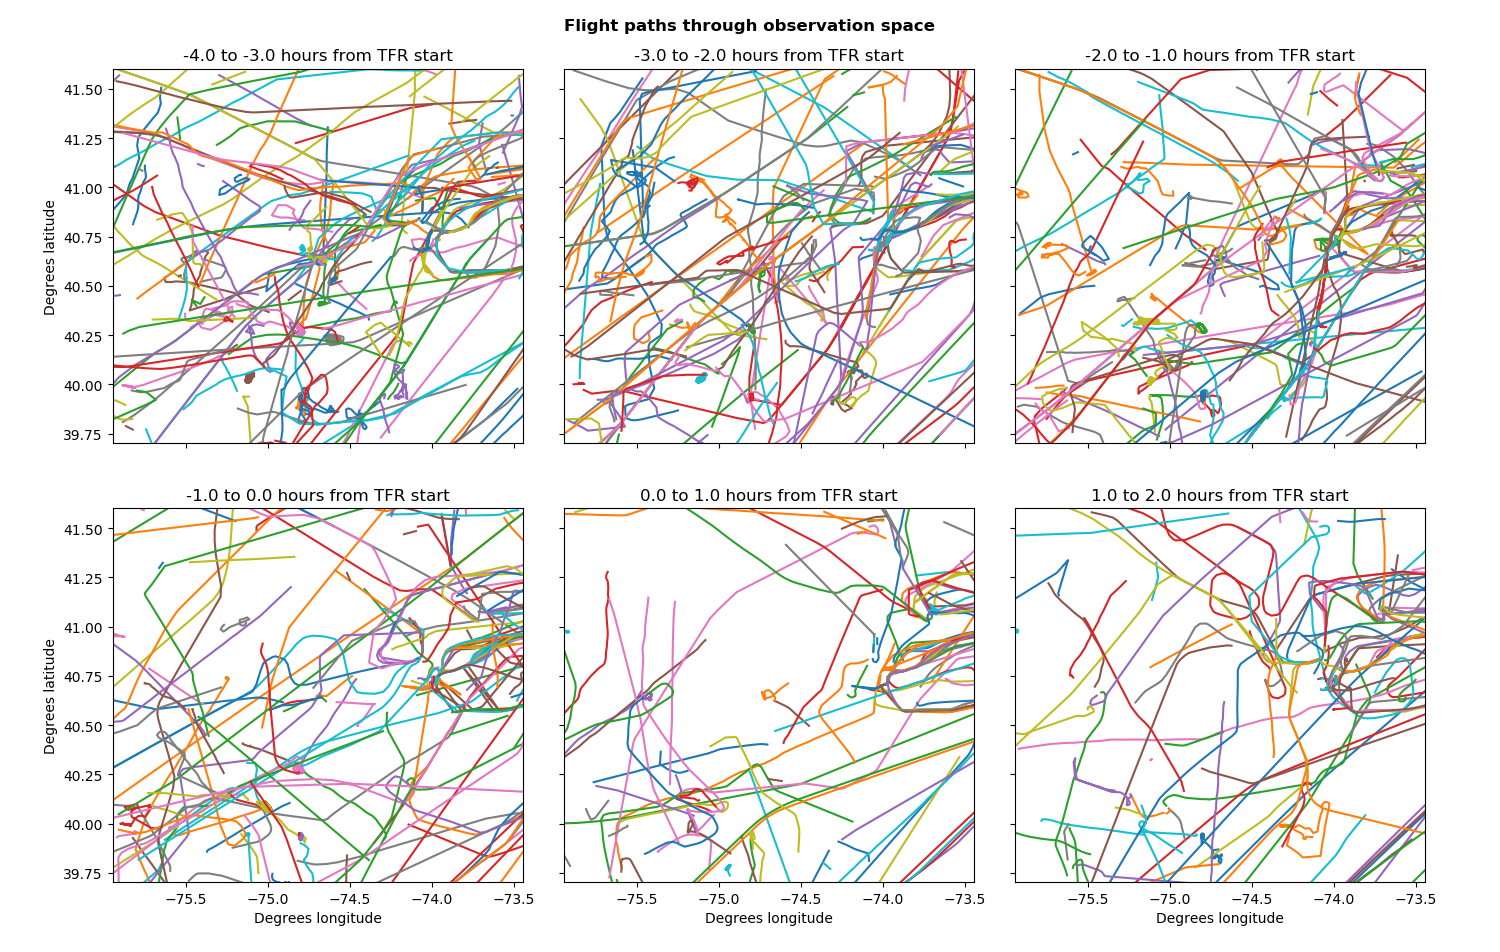 Flight paths through observation space
-4.0 to -3.0 hours from TFR start
-3.0 to -2.0 hours from TFR start
-2.0 to -1.0 hours from TFR start
41.50
41.25
41.00
40.75
40.50
40.25
40.00
39.75
Degrees latitude
-1.0 to 0.0 hours from TFR start
0.0 to 1.0 hours from TFR start
1.0 to 2.0 hours from TFR start
41.50
41.25
41.00
40.75
40.50
40.25
40.00
39.75
Degrees latitude
−75.5 −75.0 −74.5 −74.0 −73.5
−75.5 −75.0 −74.5 −74.0 −73.5
−75.5 −75.0 −74.5 −74.0 −73.5
Degrees longitude
Degrees longitude
Degrees longitude